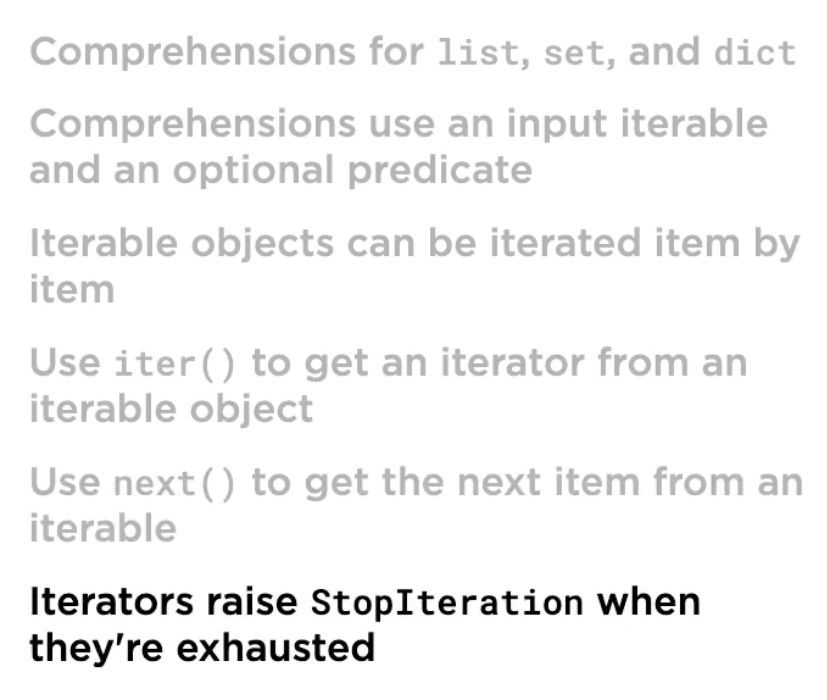 Comprehensions for list, set, and dict
Comprehensions use an input iterable
and an optional predicate
Iterable objects can be iterated item by
item
Use iter() to get an iterator from an
iterable object
Use next() to get the next item from an
iterable
Iterators raise StopIteration when
they're exhausted